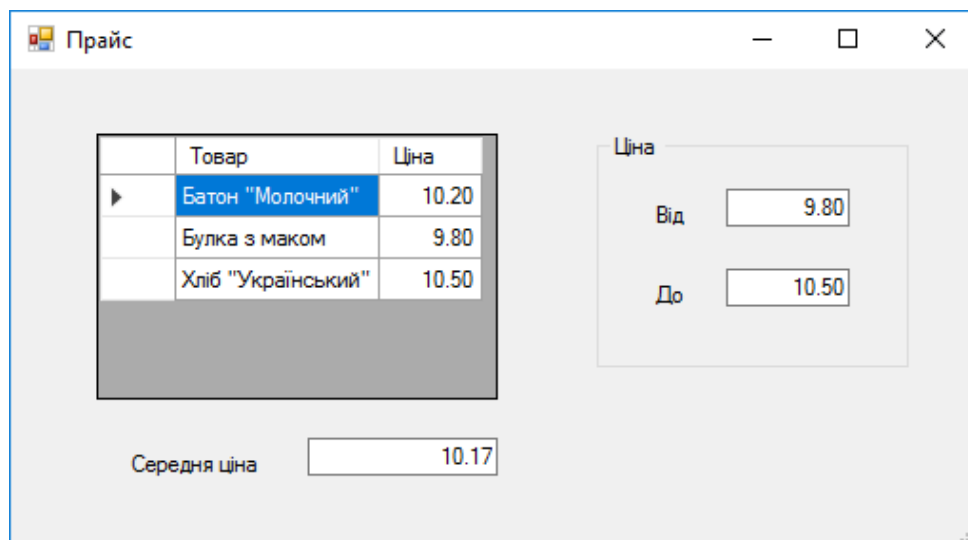 Прайс
Товар Ціна
Батон "Молочний" 10.20
Булка з маком 9.80
Хліб "Український" 10.50
Середня ціна 10.17
Ціна
Від 9.80
До 10.50